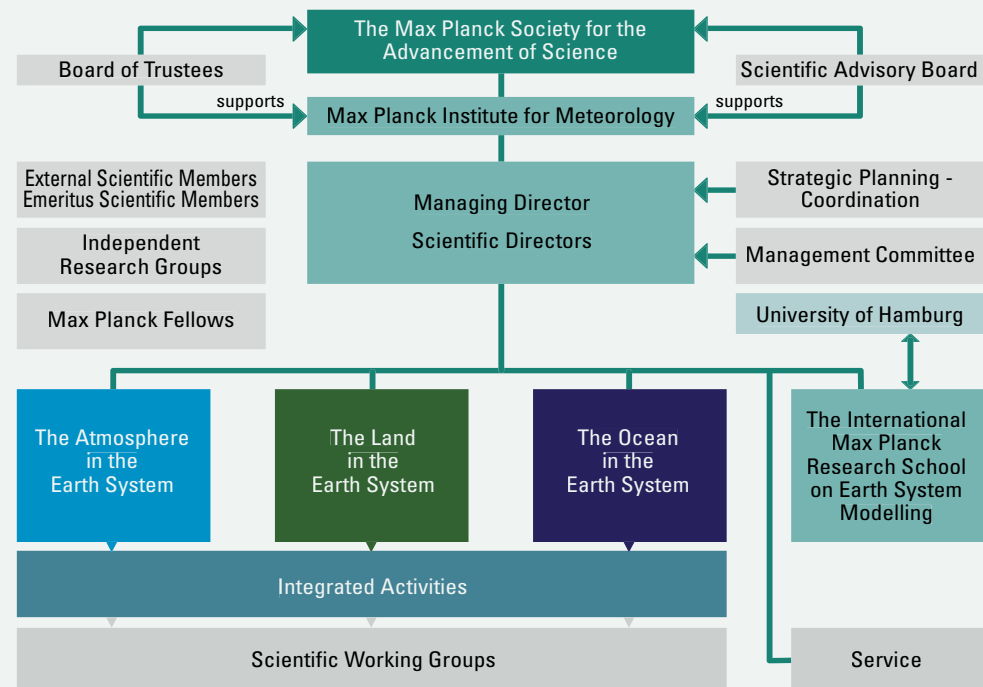 The Max Planck Society for the
Advancement of Science
Board of Trustees
Scientific Advisory Board
supports
supports
Max Planck Institute for Meteorology
External Scientific Members
Emeritus Scientific Members
Managing Director
Scientific Directors
Strategic Planning -
Coordination
Independent
Research Groups
Management Committee
Max Planck Fellows
University of Hamburg
The Atmosphere
in the
Earth System
The Land
in the
Earth System
The Ocean
in the
Earth System
The International
Max Planck
Research School
on Earth System
Modelling
Integrated Activities
Scientific Working Groups
Service